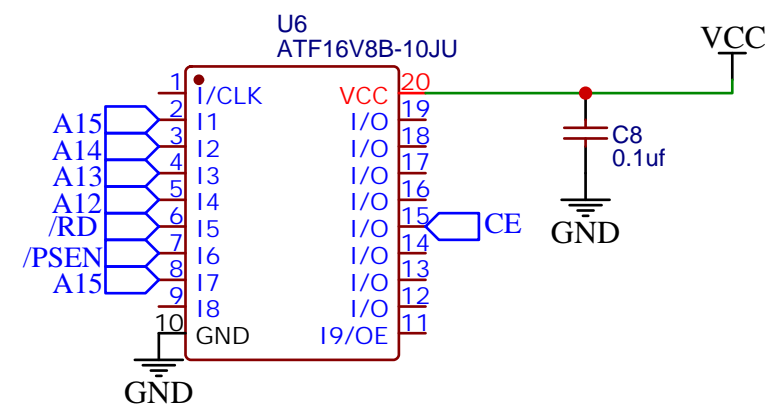 U6
ATF16V8B-10JU
VCC
1 I/CLK VCC 20
A15 2 I1 I/O 19
A14 3 I2 I/O 18
A13 4 I3 I/O 17
A12 5 I4 I/O 16
/RD 6 I5 I/O 15 CE
/PSEN 7 I6 I/O 14
A15 8 I7 I/O 13
9 I8 I/O 12
10 GND I9/OE 11
C8
0.1uf
GND
GND